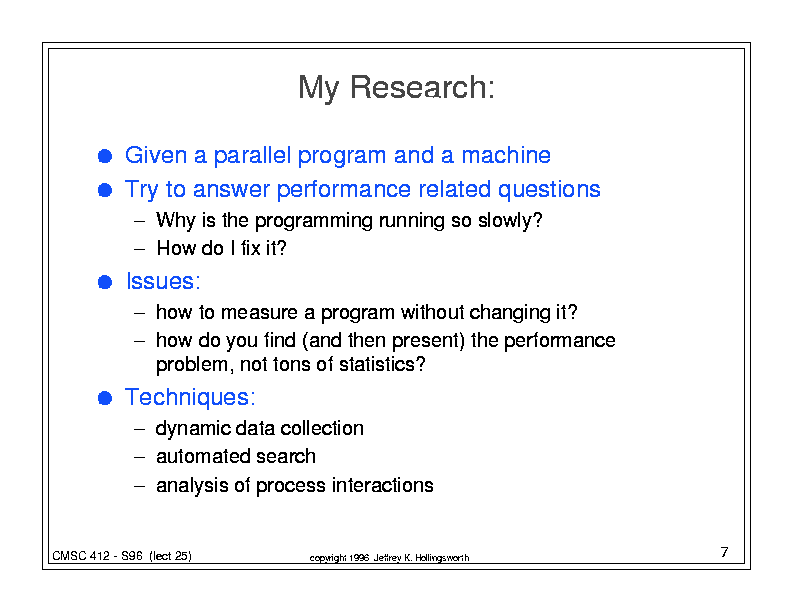 My Research:
● Given a parallel program and a machine
● Try to answer performance related questions
– Why is the programming running so slowly?
– How do I fix it?
● Issues:
– how to measure a program without changing it?
– how do you find (and then present) the performance
problem, not tons of statistics?
● Techniques:
– dynamic data collection
– automated search
– analysis of process interactions
CMSC 412 - S96 (lect 25)
copyright 1996 Jeffrey K. Hollingsworth
7